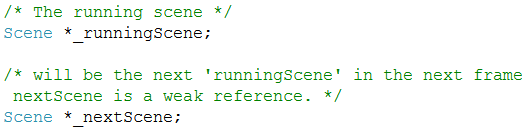 /* The running scene */
Scene *_runningScene;
/* will be the next 'runningScene' in the next frame
nextScene is a weak reference. */
Scene *_nextScene;